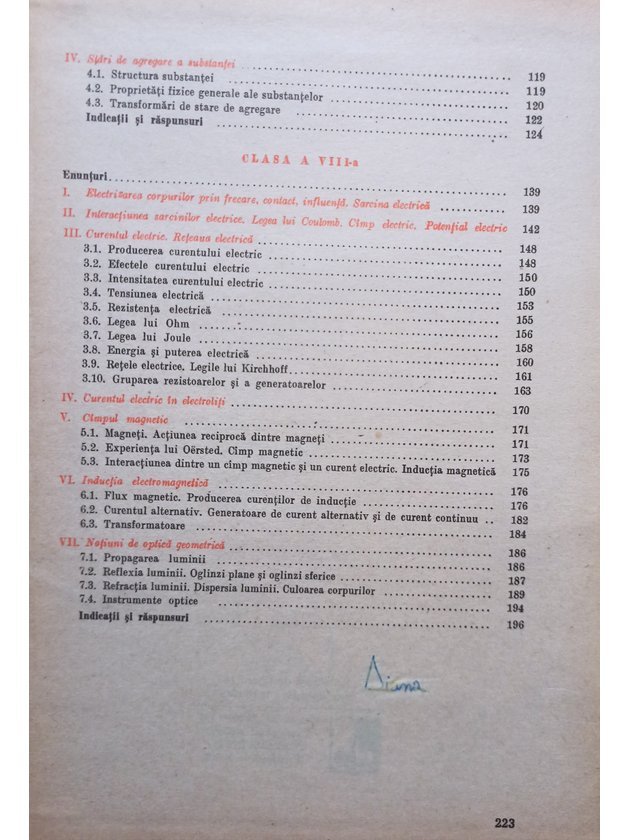 IV. Stări de agregare a substanței ........ 119
4.1. Structura substanței ........ 119
4.2. Proprietăți fizice generale ale substanțelor ........ 120
4.3. Transformări de stare de agregare ........ 122
Indicații și răspunsuri ........ 124
CLASA A VIII-a
Enunțuri ........ 139
I. Electrizarea corpurilor prin frecare, contact, influență. Sarcina electrică ........ 139
II. Interacțiunea sarcinilor electrice. Legea lui Coulomb. Cîmp electric. Potențial electric 142
III. Curentul electric. Rețeaua electrică ........ 148
3.1. Producerea curentului electric ........ 148
3.2. Efectele curentului electric ........ 150
3.3. Intensitatea curentului electric ........ 150
3.4. Tensiunea electrică ........ 153
3.5. Rezistența electrică ........ 155
3.6. Legea lui Ohm ........ 156
3.7. Legea lui Joule ........ 158
3.8. Energia și puterea electrică ........ 160
3.9. Rețele electrice. Legile lui Kirchhoff ........ 161
3.10. Gruparea rezistoarelor și a generatoarelor ........ 163
IV. Curentul electric în electroliți ........ 170
V. Cîmpul magnetic ........ 171
5.1. Magneți. Acțiunea reciprocă dintre magneți ........ 171
5.2. Experiența lui Oërsted. Cîmp magnetic ........ 173
5.3. Interacțiunea dintre un cîmp magnetic și un curent electric. Inducția magnetică 175
VI. Inducția electromagnetică ........ 176
6.1. Flux magnetic. Producerea curenților de inducție ........ 176
6.2. Curentul alternativ. Generatoare de curent alternativ și de curent continuu .. 182
6.3. Transformatoare ........ 184
VII. Noțiuni de optică geometrică ........ 186
7.1. Propagarea luminii ........ 186
7.2. Reflexia luminii. Oglinzi plane și oglinzi sferice ........ 187
7.3. Refracția luminii. Dispersia luminii. Culoarea corpurilor ........ 189
7.4. Instrumente optice ........ 194
Indicații și răspunsuri ........ 196
Diana
223